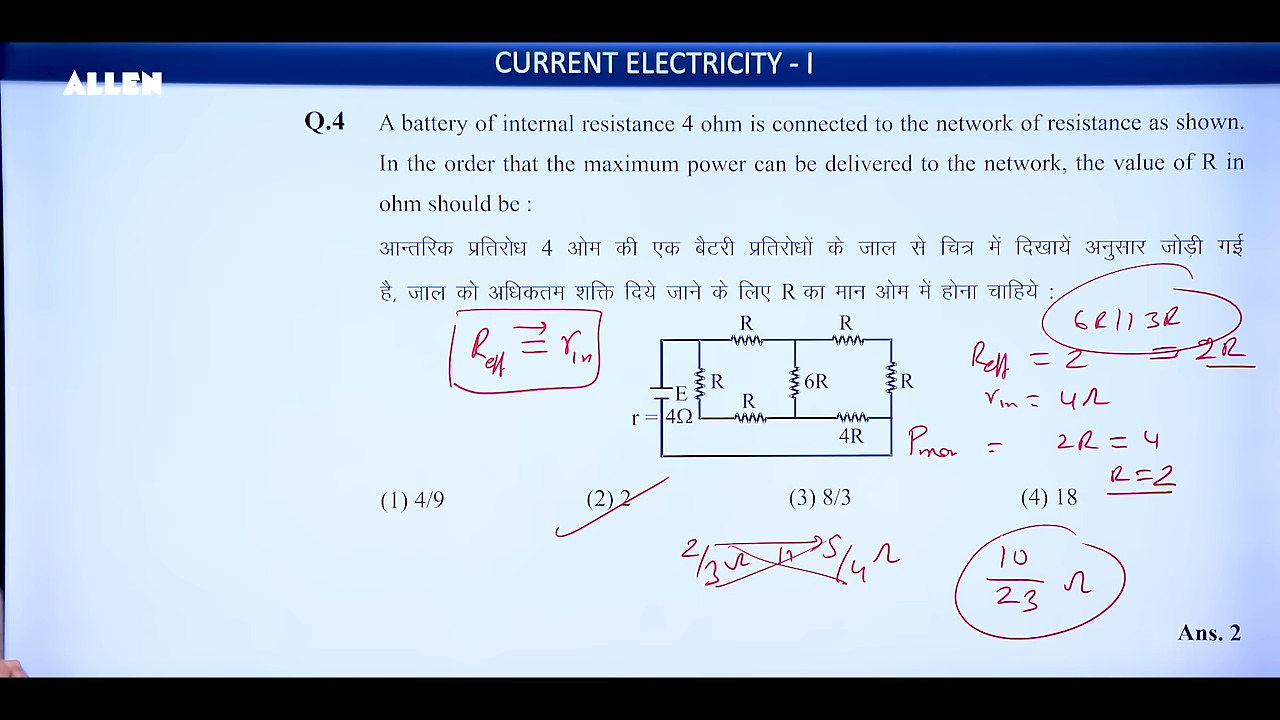 CURRENT ELECTRICITY - I
ALLEN
Q.4 A battery of internal resistance 4 ohm is connected to the network of resistance as shown.
In the order that the maximum power can be delivered to the network, the value of R in
ohm should be :
आन्तरिक प्रतिरोध 4 ओम की एक बैटरी प्रतिरोधों के जाल से चित्र में दिखायें अनुसार जोड़ी गई
है, जाल को अधिकतम शक्ति दिये जाने के लिए R का मान ओम में होना चाहिये :
6R || 3R
= 2R
Reff = rin
Reff = 2
rin = 4Ω
Pmax = 2R = 4
R = 2
R R
R 6R R
E
R
r = 4Ω
4R
(1) 4/9 (2) 2 (3) 8/3 (4) 18
2/3 Ω || 5/4 Ω
10/23 Ω
Ans. 2